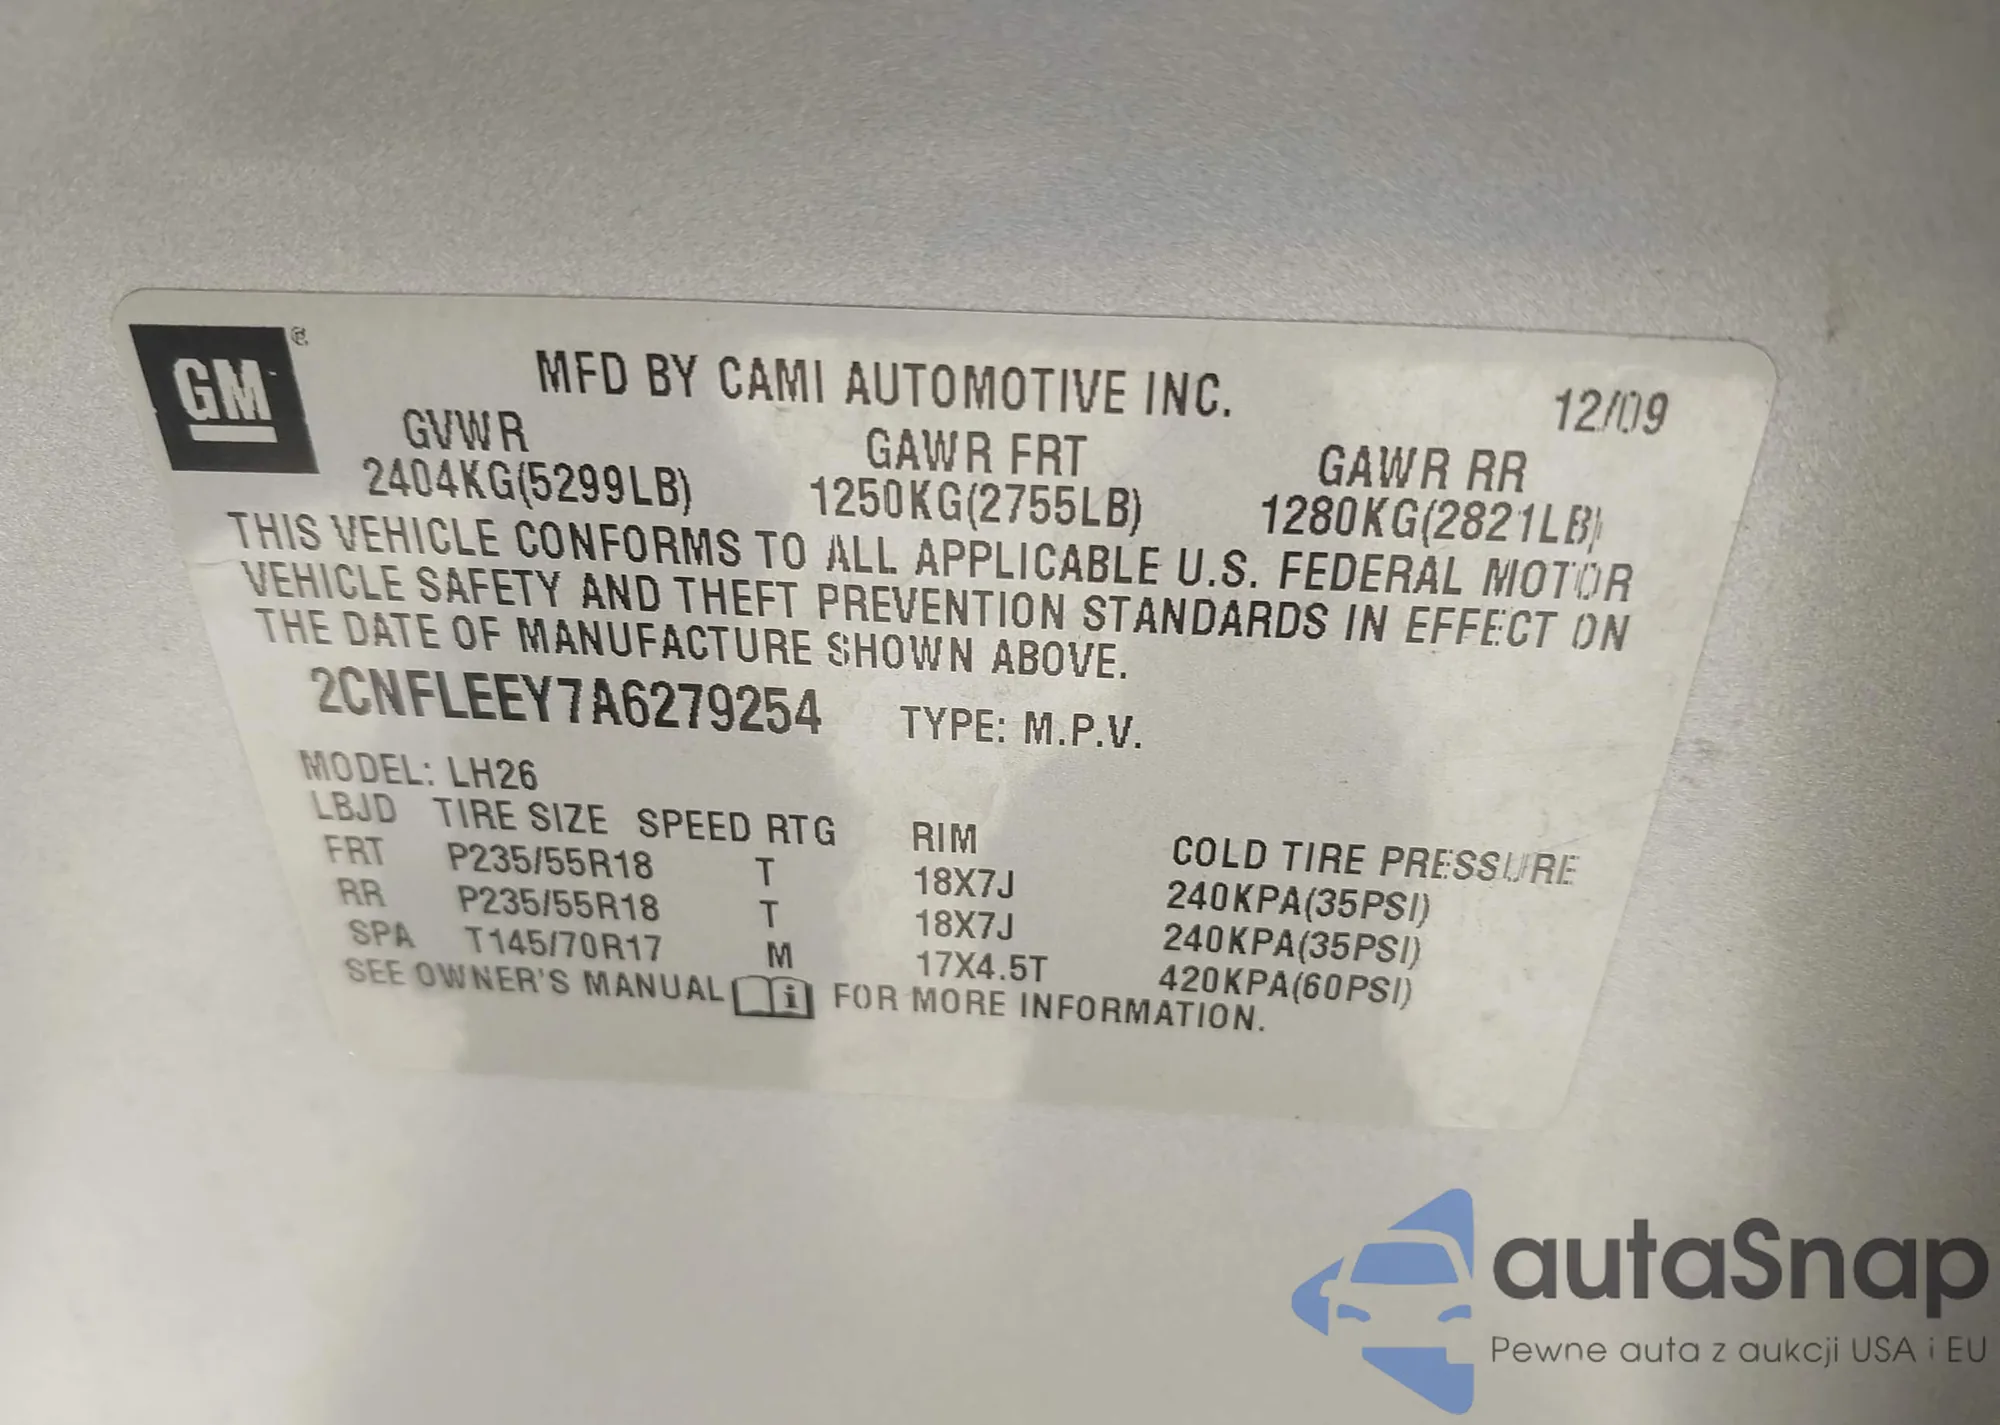 GM®
MFD BY CAMI AUTOMOTIVE INC. 12/09
GVWR GAWR FRT GAWR RR
2404KG(5299LB) 1250KG(2755LB) 1280KG(2821LB)
THIS VEHICLE CONFORMS TO ALL APPLICABLE U.S. FEDERAL MOTOR
VEHICLE SAFETY AND THEFT PREVENTION STANDARDS IN EFFECT ON
THE DATE OF MANUFACTURE SHOWN ABOVE.
2CNFLEEY7A6279254 TYPE: M.P.V.
MODEL: LH26
LBJD TIRE SIZE SPEED RTG RIM COLD TIRE PRESSURE
FRT P235/55R18 T 18X7J 240KPA(35PSI)
RR P235/55R18 T 18X7J 240KPA(35PSI)
SPA T145/70R17 M 17X4.5T 420KPA(60PSI)
SEE OWNER'S MANUAL i FOR MORE INFORMATION.
autaSnap
Pewne auta z aukcji USA i EU